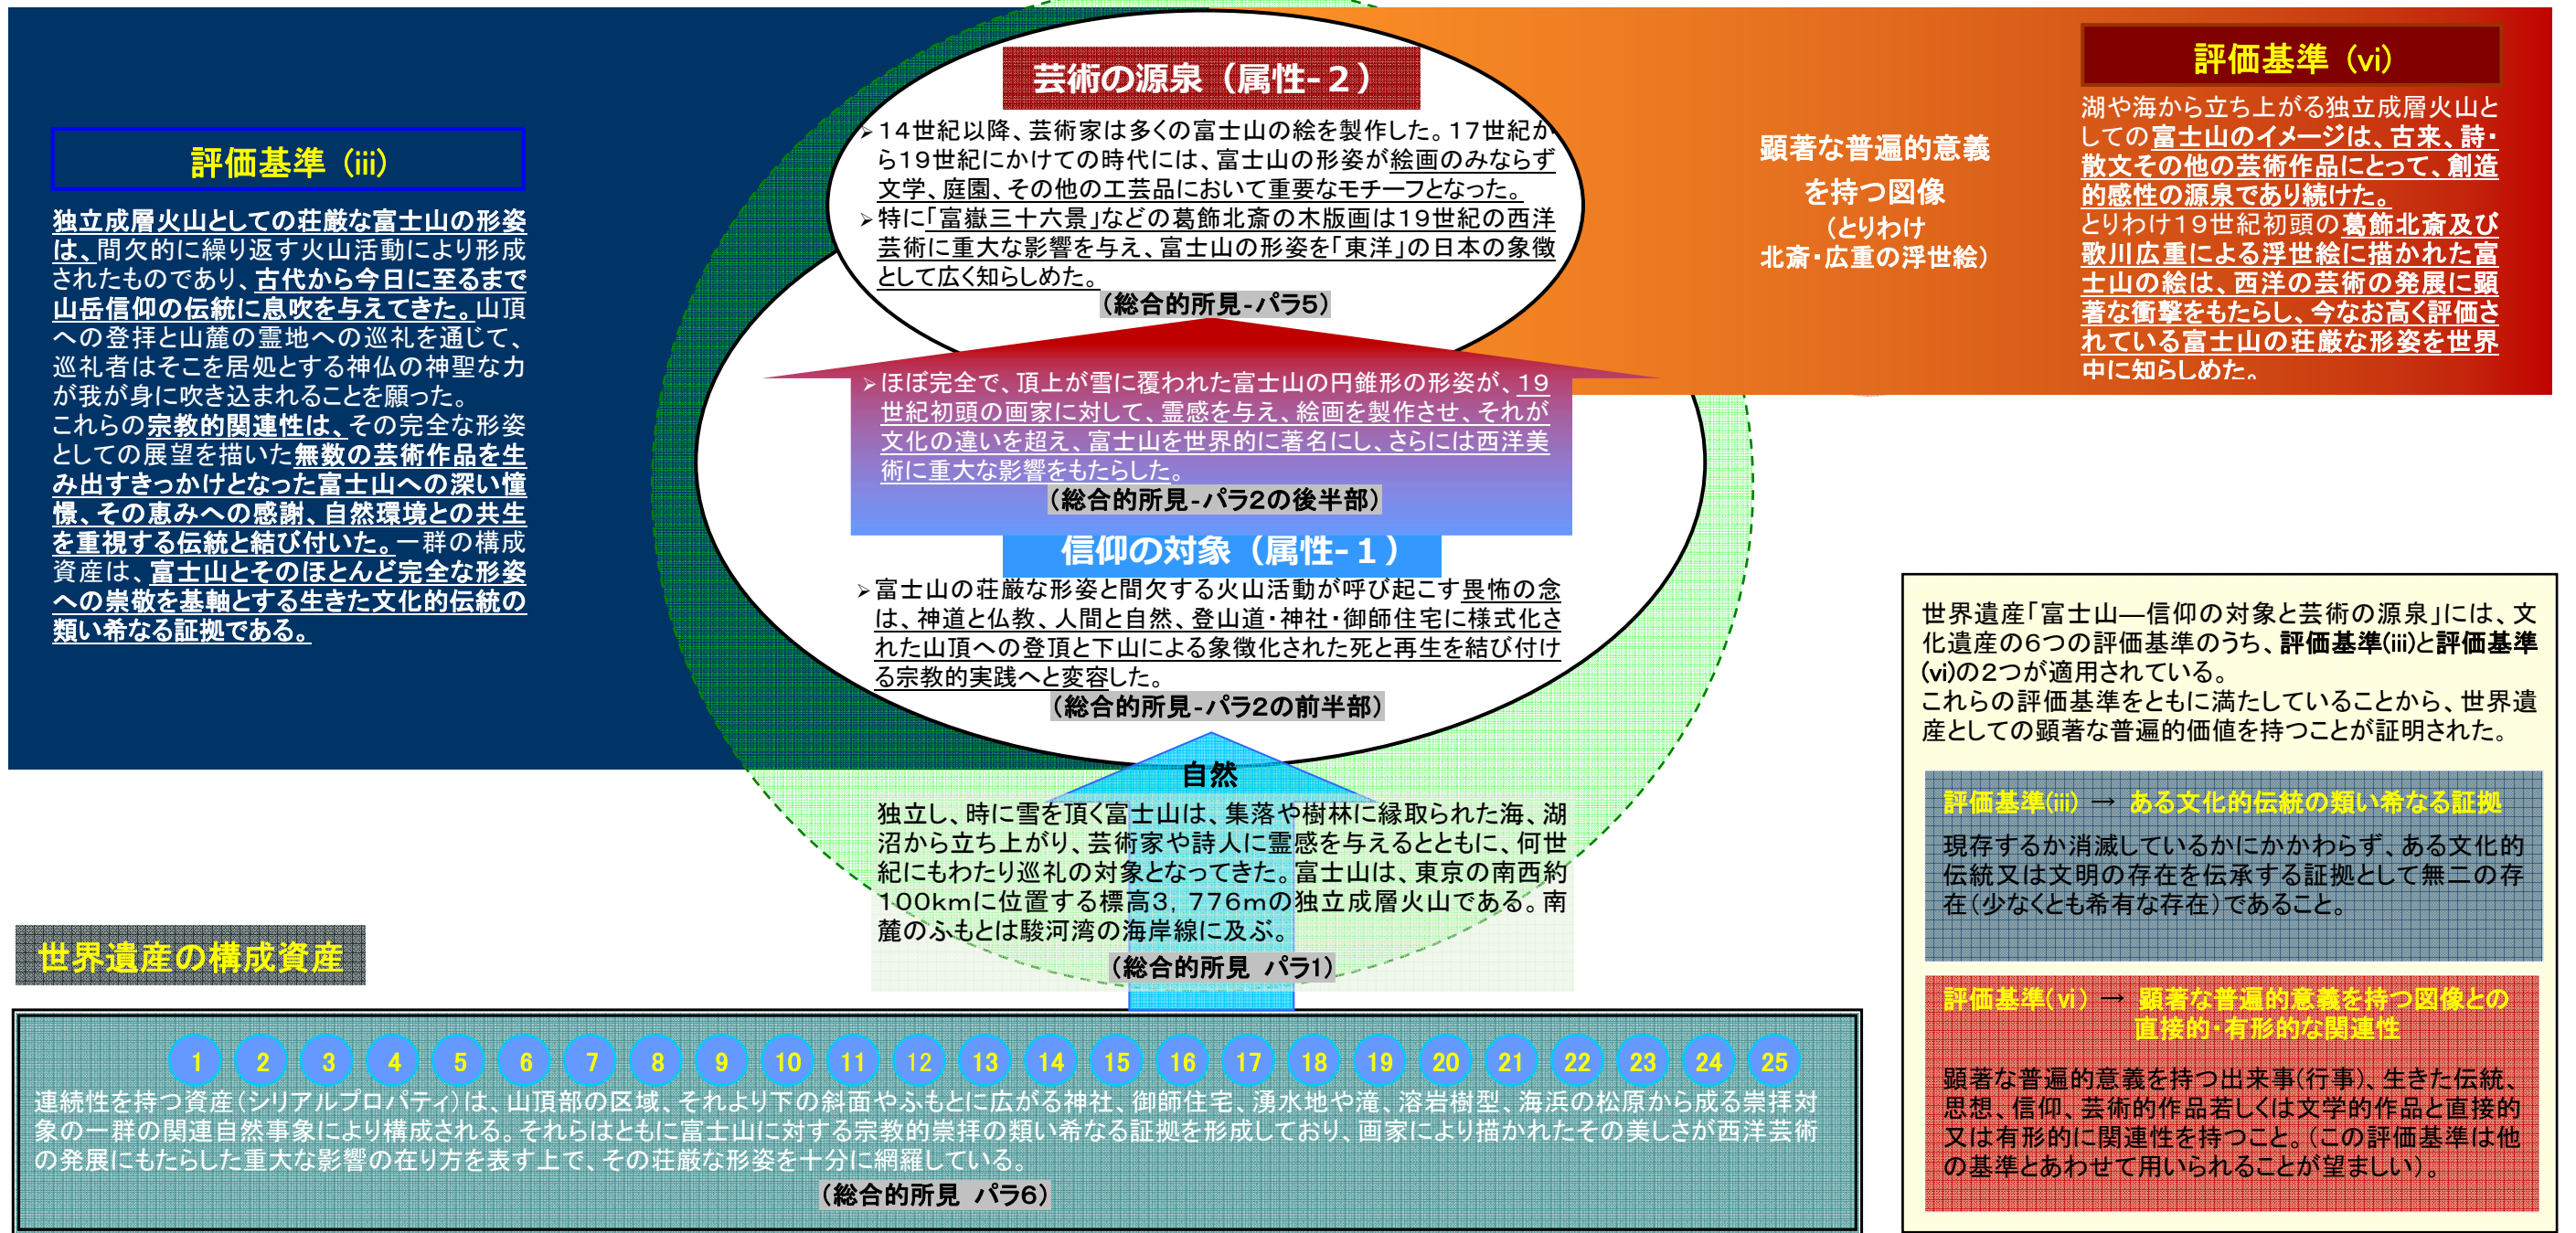 評価基準 (iii)
独立成層火山としての荘厳な富士山の形姿
は、間欠的に繰り返す火山活動により形成
されたものであり、古代から今日に至るまで
山岳信仰の伝統に息吹を与えてきた。山頂
への登拝と山麓の霊地への巡礼を通じて、
巡礼者はそこを居処とする神仏の神聖な力
が我が身に吹き込まれることを願った。
これらの宗教的関連性は、その完全な形姿
としての展望を描いた無数の芸術作品を生
み出すきっかけとなった富士山への深い憧
憬、その恵みへの感謝、自然環境との共生
を重視する伝統と結び付いた。一群の構成
資産は、富士山とそのほとんど完全な形姿
への崇敬を基軸とする生きた文化的伝統の
類い希なる証拠である。
芸術の源泉（属性-２）
➢14世紀以降、芸術家は多くの富士山の絵を製作した。17世紀か
ら19世紀にかけての時代には、富士山の形姿が絵画のみならず
文学、庭園、その他の工芸品において重要なモチーフとなった。
➢特に「富嶽三十六景」などの葛飾北斎の木版画は19世紀の西洋
芸術に重大な影響を与え、富士山の形姿を「東洋」の日本の象徴
として広く知らしめた。
（総合的所見-パラ5）
➢ほぼ完全で、頂上が雪に覆われた富士山の円錐形の形姿が、19
世紀初頭の画家に対して、霊感を与え、絵画を製作させ、それが
文化の違いを超え、富士山を世界的に著名にし、さらには西洋美
術に重大な影響をもたらした。
（総合的所見-パラ2の後半部）
信仰の対象（属性-１）
➢富士山の荘厳な形姿と間欠する火山活動が呼び起こす畏怖の念
は、神道と仏教、人間と自然、登山道・神社・御師住宅に様式化さ
れた山頂への登頂と下山による象徴化された死と再生を結び付け
る宗教的実践へと変容した。
（総合的所見-パラ2の前半部）
自然
独立し、時に雪を頂く富士山は、集落や樹林に縁取られた海、湖
沼から立ち上がり、芸術家や詩人に霊感を与えるとともに、何世
紀にもわたり巡礼の対象となってきた。富士山は、東京の南西約
100kmに位置する標高3，776mの独立成層火山である。南
麓のふもとは駿河湾の海岸線に及ぶ。
（総合的所見 パラ1）
顕著な普遍的意義
を持つ図像
（とりわけ
北斎・広重の浮世絵）
評価基準 (vi)
湖や海から立ち上がる独立成層火山と
しての富士山のイメージは、古来、詩・
散文その他の芸術作品にとって、創造
的感性の源泉であり続けた。
とりわけ19世紀初頭の葛飾北斎及び
歌川広重による浮世絵に描かれた富
士山の絵は、西洋の芸術の発展に顕
著な衝撃をもたらし、今なお高く評価さ
れている富士山の荘厳な形姿を世界
中に知らしめた。
世界遺産「富士山―信仰の対象と芸術の源泉」には、文
化遺産の6つの評価基準のうち、評価基準(iii)と評価基準
(vi)の2つが適用されている。
これらの評価基準をともに満たしていることから、世界遺
産としての顕著な普遍的価値を持つことが証明された。
評価基準(iii) → ある文化的伝統の類い希なる証拠
現存するか消滅しているかにかかわらず、ある文化的
伝統又は文明の存在を伝承する証拠として無二の存
在（少なくとも希有な存在）であること。
評価基準(vi) → 顕著な普遍的意義を持つ図像との
直接的・有形的な関連性
顕著な普遍的意義を持つ出来事(行事)、生きた伝統、
思想、信仰、芸術的作品若しくは文学的作品と直接的
又は有形的に関連性を持つこと。（この評価基準は他
の基準とあわせて用いられることが望ましい）。
世界遺産の構成資産
1 2 3 4 5 6 7 8 9 10 11 12 13 14 15 16 17 18 19 20 21 22 23 24 25
連続性を持つ資産（シリアルプロパティ）は、山頂部の区域、それより下の斜面やふもとに広がる神社、御師住宅、湧水地や滝、溶岩樹型、海浜の松原から成る崇拝対
象の一群の関連自然事象により構成される。それらはともに富士山に対する宗教的崇拝の類い希なる証拠を形成しており、画家により描かれたその美しさが西洋芸術
の発展にもたらした重大な影響の在り方を表す上で、その荘厳な形姿を十分に網羅している。
（総合的所見 パラ6）